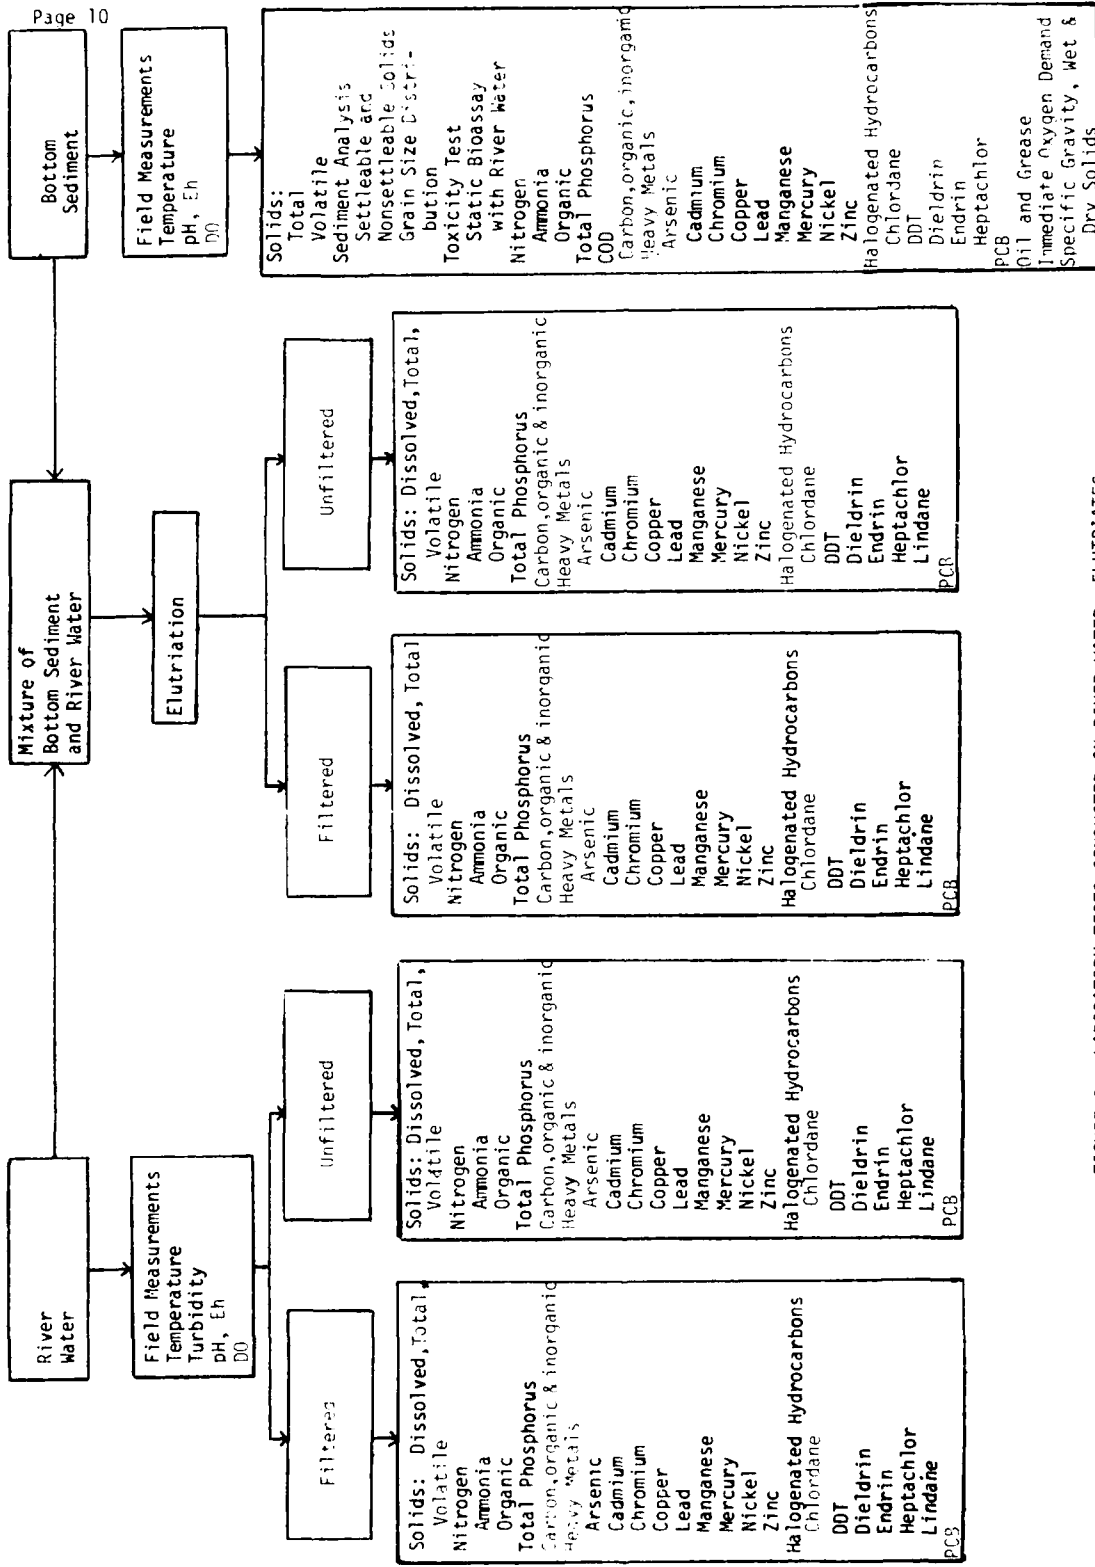 Page 10
River
Water
Field Measurements
Temperature
Turbidity
pH, Eh
DO
Filtered
Solids: Dissolved,Total,
Volatile
Nitrogen
Ammonia
Organic
Total Phosphorus
Carbon,organic & inorganic
Heavy Metals
Arsenic
Cadmium
Chromium
Copper
Lead
Manganese
Mercury
Nickel
Zinc
Halogenated Hydrocarbons
Chlordane
DDT
Dieldrin
Endrin
Heptachlor
Lindane
PCB
Unfiltered
Solids: Dissolved,Total,
Volatile
Nitrogen
Ammonia
Organic
Total Phosphorus
Carbon,organic & inorganic
Heavy Metals
Arsenic
Cadmium
Chromium
Copper
Lead
Manganese
Mercury
Nickel
Zinc
Halogenated Hydrocarbons
Chlordane
DDT
Dieldrin
Endrin
Heptachlor
Lindane
PCB
Mixture of
Bottom Sediment
and River Water
Elutriation
Filtered
Solids: Dissolved, Total
Volatile
Nitrogen
Ammonia
Organic
Total Phosphorus
Carbon,organic & inorganic
Heavy Metals
Arsenic
Cadmium
Chromium
Copper
Lead
Manganese
Mercury
Nickel
Zinc
Halogenated Hydrocarbons
Chlordane
DDT
Dieldrin
Endrin
Heptachlor
Lindane
PCB
Unfiltered
Solids: Dissolved,Total,
Volatile
Nitrogen
Ammonia
Organic
Total Phosphorus
Carbon,organic & inorganic
Heavy Metals
Arsenic
Cadmium
Chromium
Copper
Lead
Manganese
Mercury
Nickel
Zinc
Halogenated Hydrocarbons
Chlordane
DDT
Dieldrin
Endrin
Heptachlor
Lindane
PCB
Bottom
Sediment
Field Measurements
Temperature
pH, Eh
DO
Solids:
Total
Volatile
Sediment Analysis
Settleable and
Nonsettleable Solids
Grain Size Distri-
bution
Toxicity Test
Static Bioassay
with River Water
Nitrogen
Ammonia
Organic
Total Phosphorus
COD
Carbon,organic,inorganic
Heavy Metals
Arsenic
Cadmium
Chromium
Copper
Lead
Manganese
Mercury
Nickel
Zinc
Halogenated Hydrocarbons
Chlordane
DDT
Dieldrin
Endrin
Heptachlor
PCB
Oil and Grease
Immediate Oxygen Demand
Specific Gravity, Wet &
Dry Solids